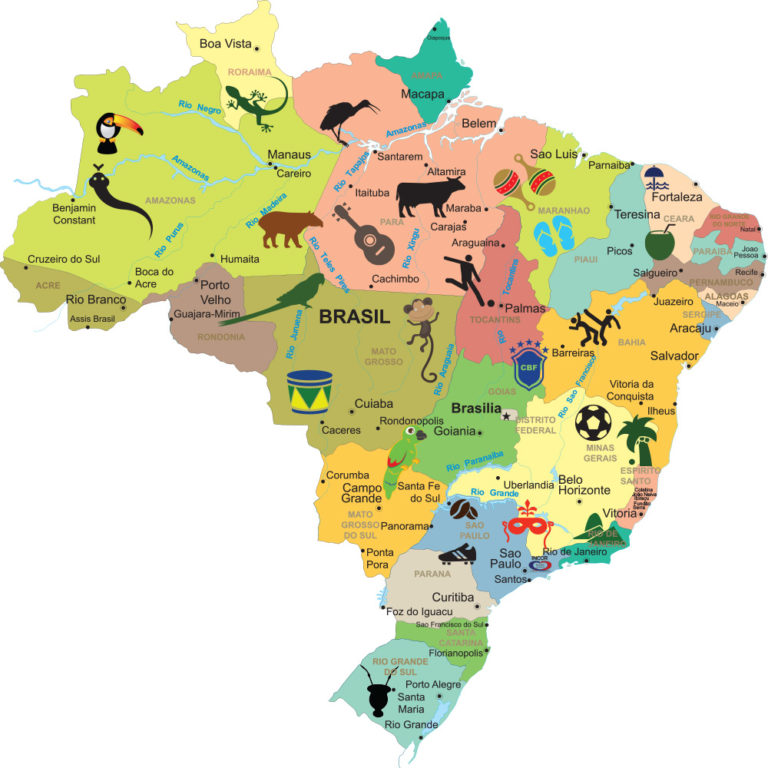 Oiapoque
Boa Vista
RORAIMA
AMAPA
Macapa
Rio Negro
Amazonas
Belem
Manaus
Careiro
Amazonas
Santarem
Rio Tapajos
Altamira
Sao Luis
Parnaiba
Fortaleza
CEARA
Benjamin
Constant
AMAZONAS
Rio Purus
Rio Madeira
Itaituba
PARA
Maraba
Carajas
MARANHAO
Teresina
RIO GRANDE
DO NORTE
Natal
Cruzeiro do Sul
Boca do
Acre
Humaita
Rio Teles Pires
Rio Xingu
Araguaina
Picos
PIAUI
Salgueiro
PARAIBA
Joao
Pessoa
Recife
PERNAMBUCO
ACRE
Rio Branco
Assis Brasil
Porto
Velho
Guajara-Mirim
RONDONIA
Cachimbo
Tocantins
Rio
Palmas
TOCANTINS
Juazeiro
ALAGOAS
Maceio
SERGIPE
Aracaju
BRASIL
Rio Juruena
MATO
GROSSO
Rio Araguaia
CBF
Barreiras
BAHIA
Salvador
Rio Sao Francisco
GOIAS
Brasilia
DISTRITO
FEDERAL
Vitoria da
Conquista
Ilheus
Cuiaba
Rondonopolis
Caceres
Goiania
MINAS
GERAIS
ESPIRITO
SANTO
Rio Paranaiba
Corumba
Campo
Grande
Santa Fe
do Sul
Rio Grande
Uberlandia
Belo
Horizonte
Colatina
Serra
Vitoria
MATO
GROSSO
DO SUL
Panorama
SAO
PAULO
Ponta
Pora
Sao
Paulo
Santos
RIO DE
JANEIRO
Rio de Janeiro
PARANA
Curitiba
Foz do Iguacu
Sao Francisco do Sul
SANTA
CATARINA
Florianopolis
RIO GRANDE
DO SUL
Porto Alegre
Santa
Maria
Rio Grande